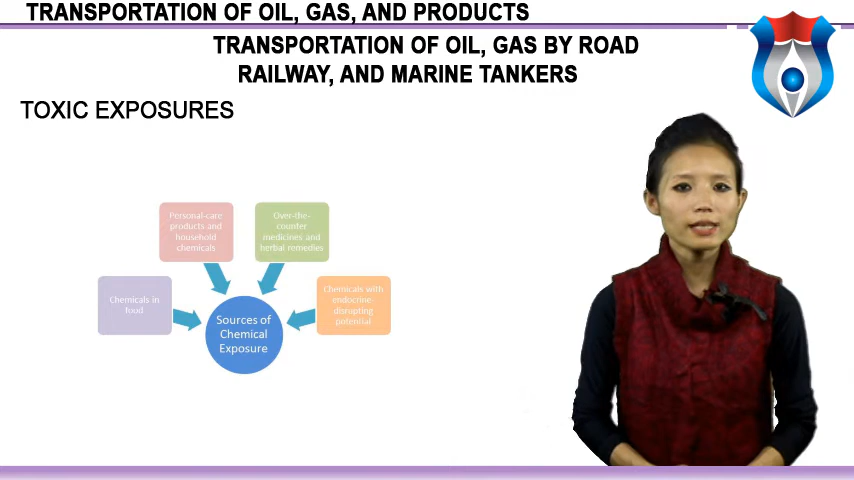 TRANSPORTATION OF OIL, GAS, AND PRODUCTS
TRANSPORTATION OF OIL, GAS BY ROAD
RAILWAY, AND MARINE TANKERS
TOXIC EXPOSURES
Personal-care
products and
household
chemicals
Over-the-
counter
medicines and
herbal remedies
Chemicals in
food
Chemicals with
endocrine-
disrupting
potential
Sources of
Chemical
Exposure